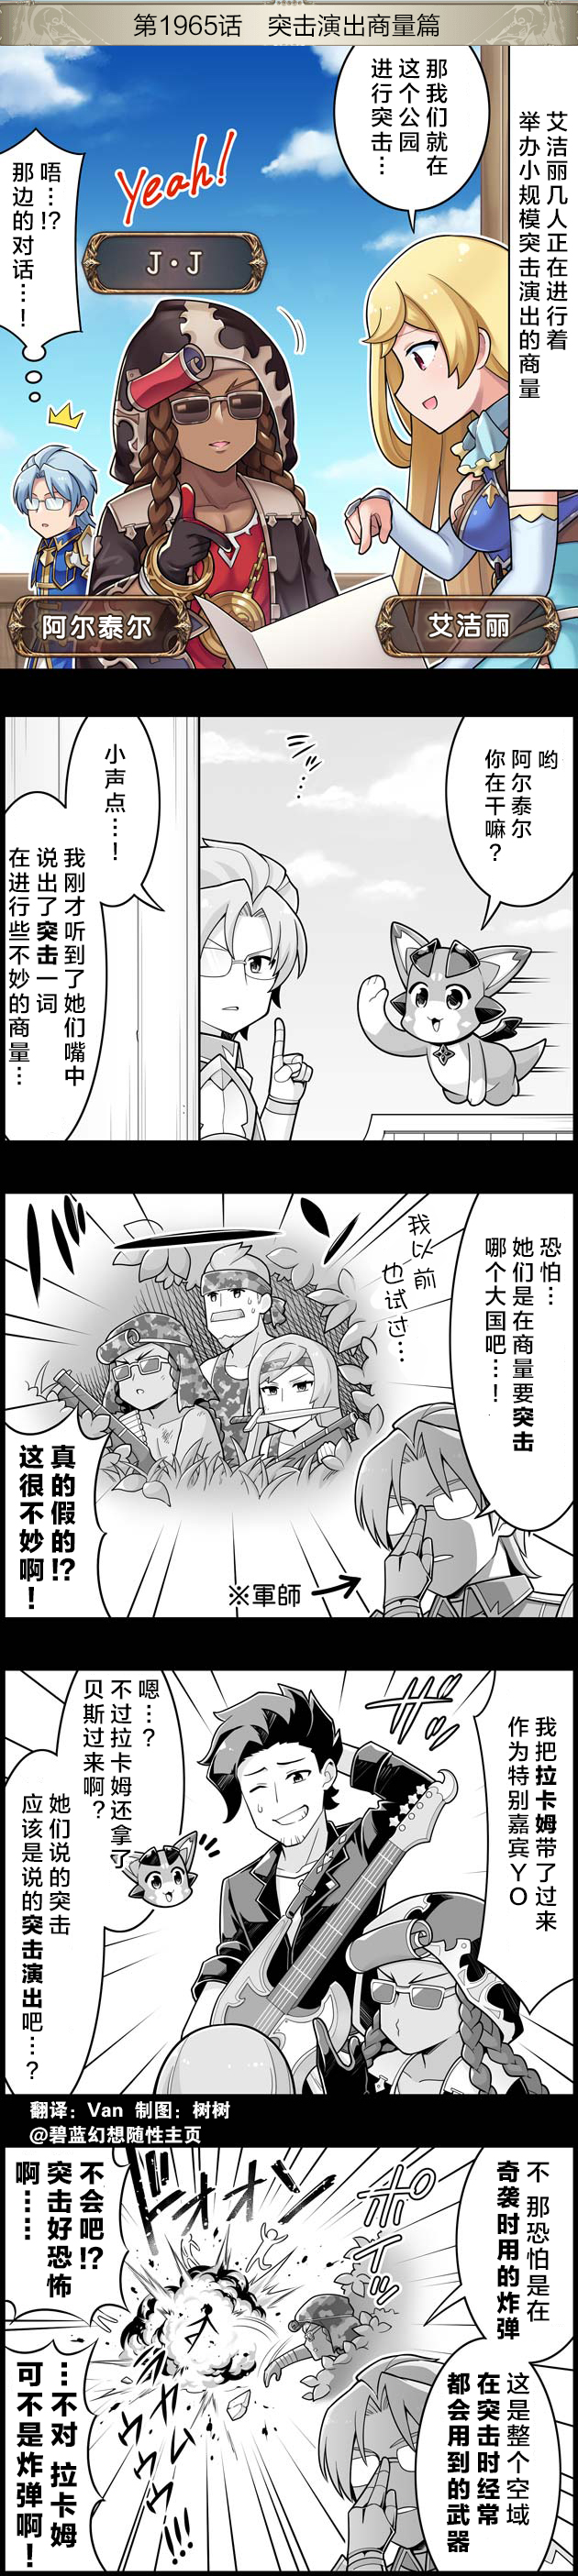 第1965话　突击演出商量篇
艾洁丽几人正在进行着
举办小规模突击演出的商量
那我们就在
这个公园
进行突击…
Yeah!
J·J
唔…!?
那边的对话…！
阿尔泰尔
艾洁丽
哟
阿尔泰尔
你在干嘛？
小声点…！
我刚才听到了她们嘴中
说出了突击一词
在进行些不妙的商量…
恐怕…
她们是在商量要突击
哪个大国吧…！
我以前
也试过…
真的假的!?
这很不妙啊！
※軍師
我把拉卡姆带了过来
作为特别嘉宾YO
嗯…？
不过拉卡姆还拿了
贝斯过来啊？
她们说的突击
应该是说的突击演出吧…？
翻译：Van 制图：树树
@碧蓝幻想随性主页
不 那恐怕是在
奇袭时用的炸弹
ポイッ
ドオォン
不会吧!?
突击好恐怖
啊……
这是整个空域
在突击时经常
都会用到的武器
…不对 拉卡姆
可不是炸弹啊！